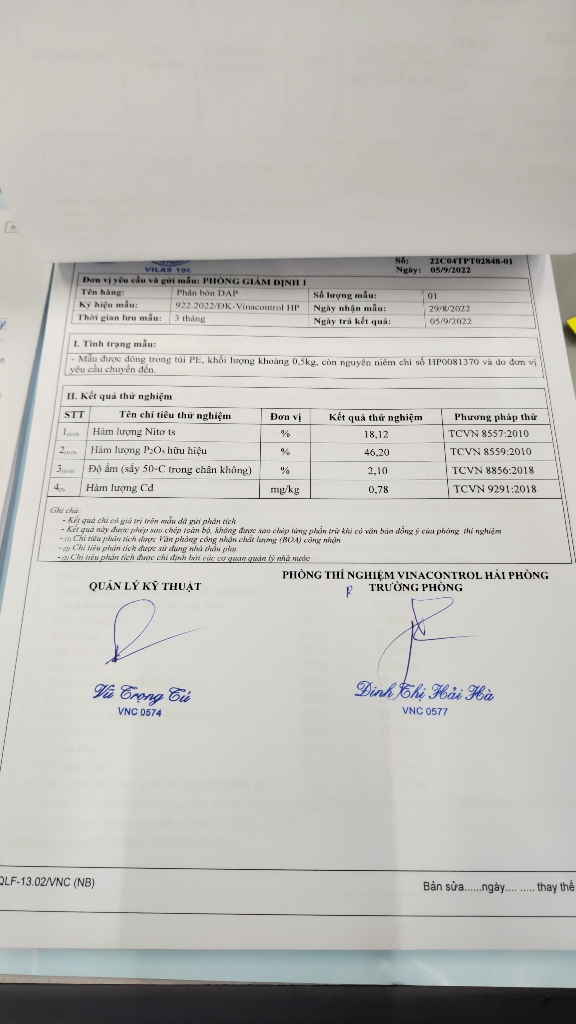 VILAS 196
Số: 22C04TPT02848-01
Ngày: 05/9/2022
Đơn vị yêu cầu và gửi mẫu: PHÒNG GIÁM ĐỊNH 1
Tên hàng: Phân bón DAP Số lượng mẫu: 01
Ký hiệu mẫu: 922.2022/ĐK-Vinacontrol HP Ngày nhận mẫu: 29/8/2022
Thời gian lưu mẫu: 3 tháng Ngày trả kết quả: 05/9/2022
I. Tình trạng mẫu:
- Mẫu được đóng trong túi PE, khối lượng khoảng 0,5kg, còn nguyên niêm chì số HP0081370 và do đơn vị
yêu cầu chuyển đến.
II. Kết quả thử nghiệm
STT Tên chỉ tiêu thử nghiệm Đơn vị Kết quả thử nghiệm Phương pháp thử
1 Hàm lượng Nitơ ts % 18,12 TCVN 8557:2010
2 Hàm lượng P₂O₅ hữu hiệu % 46,20 TCVN 8559:2010
3 Độ ẩm (sấy 50°C trong chân không) % 2,10 TCVN 8856:2018
4 Hàm lượng Cd mg/kg 0,78 TCVN 9291:2018
Ghi chú:
- Kết quả chỉ có giá trị trên mẫu đã gửi phân tích
- Kết quả này được phép sao chép toàn bộ, không được sao chép từng phần trừ khi có văn bản đồng ý của phòng thí nghiệm
- (1) Chỉ tiêu phân tích được Văn phòng công nhận chất lượng (BOA) công nhận
- (2) Chỉ tiêu phân tích được sử dụng nhà thầu phụ
- (3) Chỉ tiêu phân tích được chỉ định bởi các cơ quan quản lý nhà nước
PHÒNG THÍ NGHIỆM VINACONTROL HẢI PHÒNG
QUẢN LÝ KỸ THUẬT TRƯỞNG PHÒNG
Vũ Trọng Tú Đinh Thị Hải Hà
VNC 0574 VNC 0577
QLF-13.02/VNC (NB) Bản sửa......ngày.... ..... thay thế